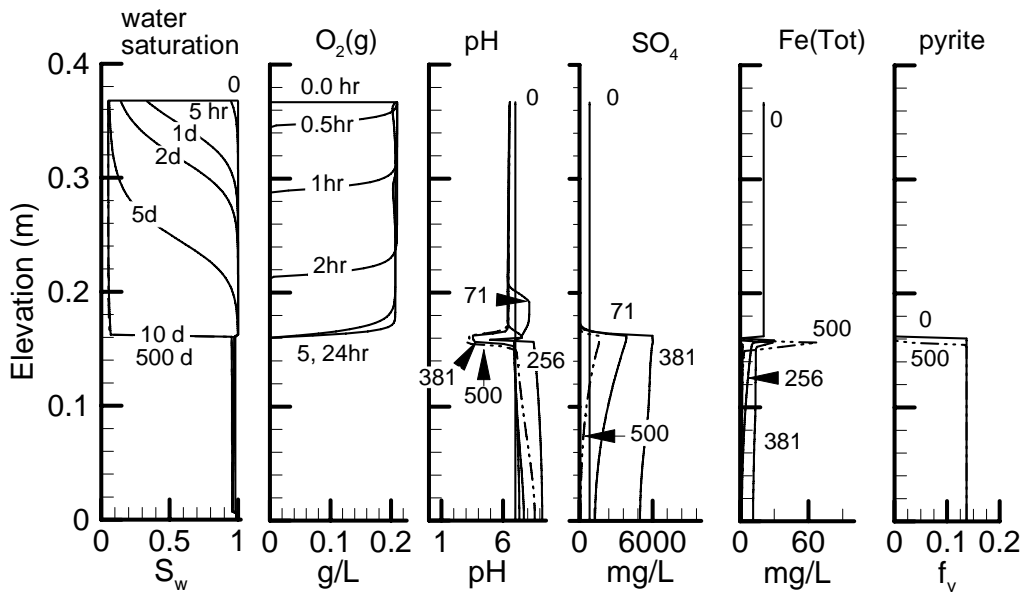 water
saturation
O2(g)
pH
SO4
Fe(Tot)
pyrite
Elevation (m)
0.4
0.3
0.2
0.1
0
0
5 hr
1d
2d
5d
10 d
500 d
0
0.5
1
Sw
0.0 hr
0.5hr
1hr
2hr
5, 24hr
0
0.2
g/L
0
71
381
500
256
1
6
pH
0
71
381
500
0
6000
mg/L
0
500
256
381
0
60
mg/L
0
500
0
0.1
0.2
fv